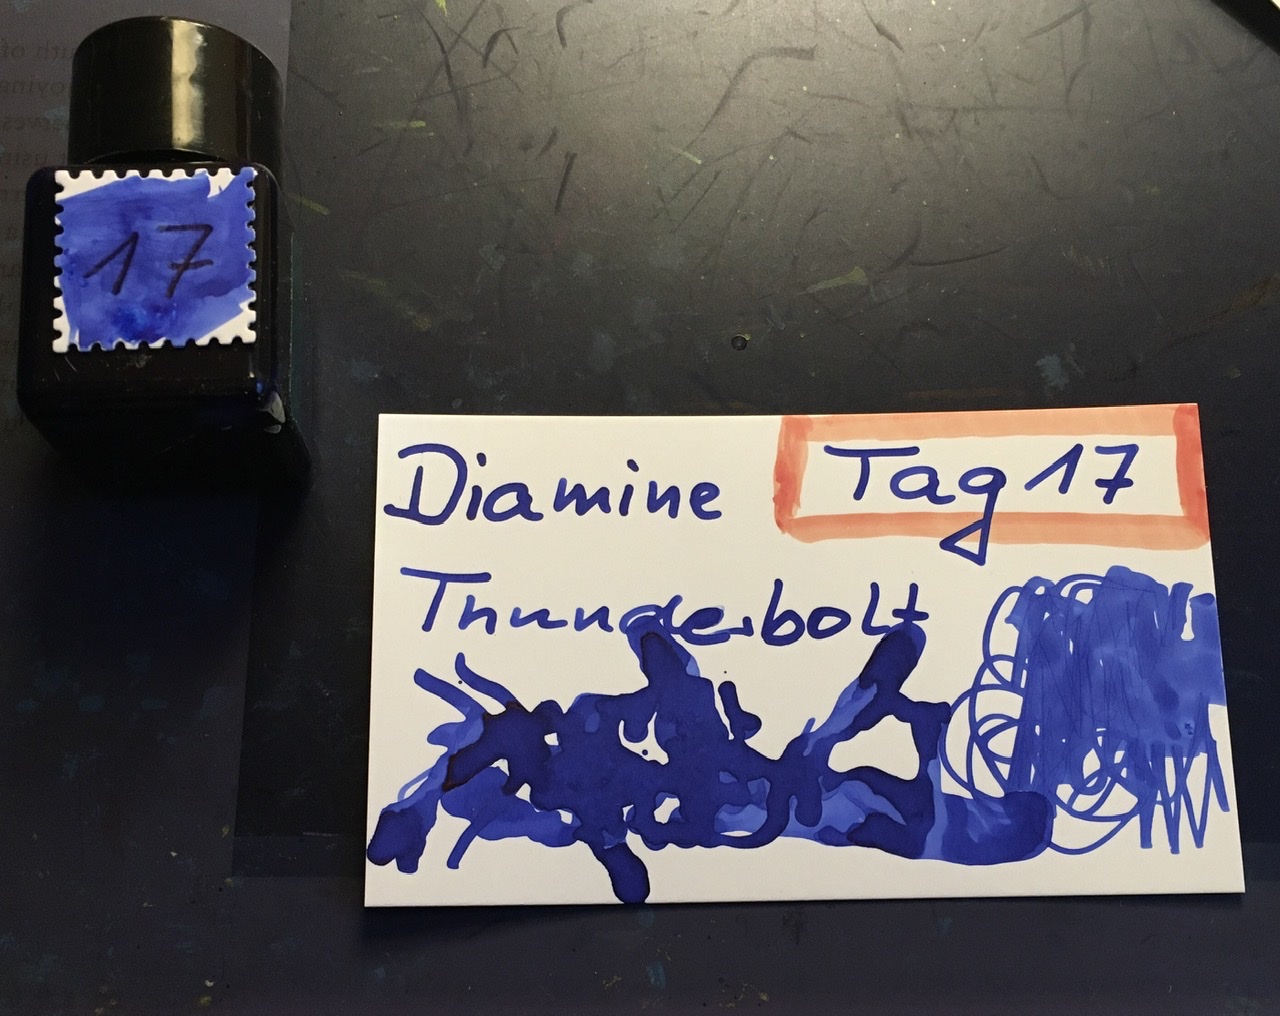 17
Diamine
Tag 17
Thunderbolt